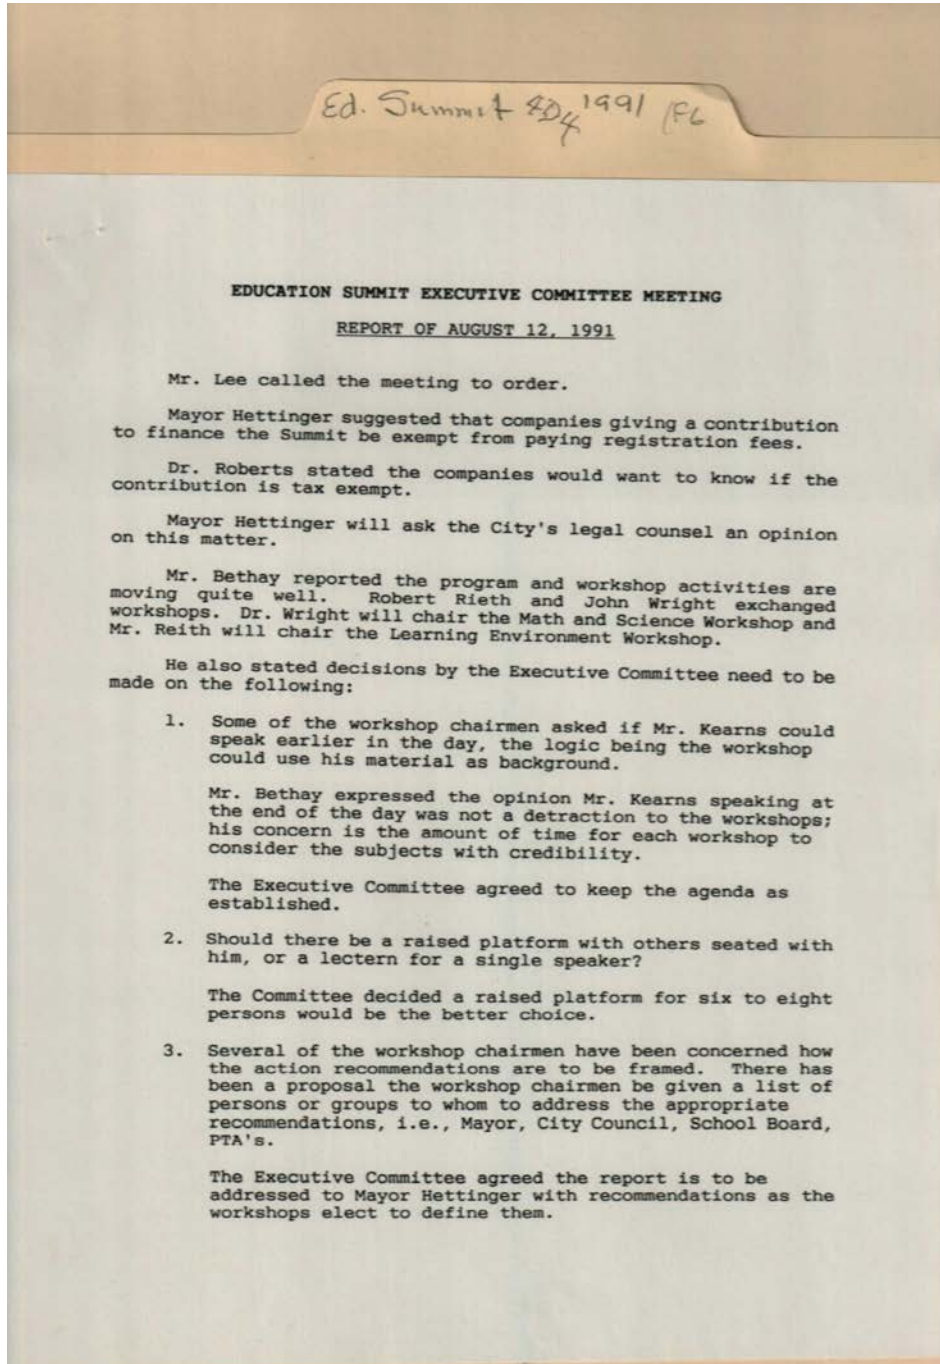 Ed. Summit 1991
EDUCATION SUMMIT EXECUTIVE COMMITTEE MEETING
REPORT OF AUGUST 12, 1991
Mr. Lee called the meeting to order.
Mayor Hettinger suggested that companies giving a contribution
to finance the Summit be exempt from paying registration fees.
Dr. Roberts stated the companies would want to know if the
contribution is tax exempt.
Mayor Hettinger will ask the City's legal counsel an opinion
on this matter.
Mr. Bethay reported the program and workshop activities are
moving quite well. Robert Rieth and John Wright exchanged
workshops. Dr. Wright will chair the Math and Science Workshop and
Mr. Reith will chair the Learning Environment Workshop.
He also stated decisions by the Executive Committee need to be
made on the following:
1. Some of the workshop chairmen asked if Mr. Kearns could
speak earlier in the day, the logic being the workshop
could use his material as background.
Mr. Bethay expressed the opinion Mr. Kearns speaking at
the end of the day was not a detraction to the workshops;
his concern is the amount of time for each workshop to
consider the subjects with credibility.
The Executive Committee agreed to keep the agenda as
established.
2. Should there be a raised platform with others seated with
him, or a lectern for a single speaker?
The Committee decided a raised platform for six to eight
persons would be the better choice.
3. Several of the workshop chairmen have been concerned how
the action recommendations are to be framed. There has
been a proposal the workshop chairmen be given a list of
persons or groups to whom to address the appropriate
recommendations, i.e., Mayor, City Council, School Board,
PTA's.
The Executive Committee agreed the report is to be
addressed to Mayor Hettinger with recommendations as the
workshops elect to define them.